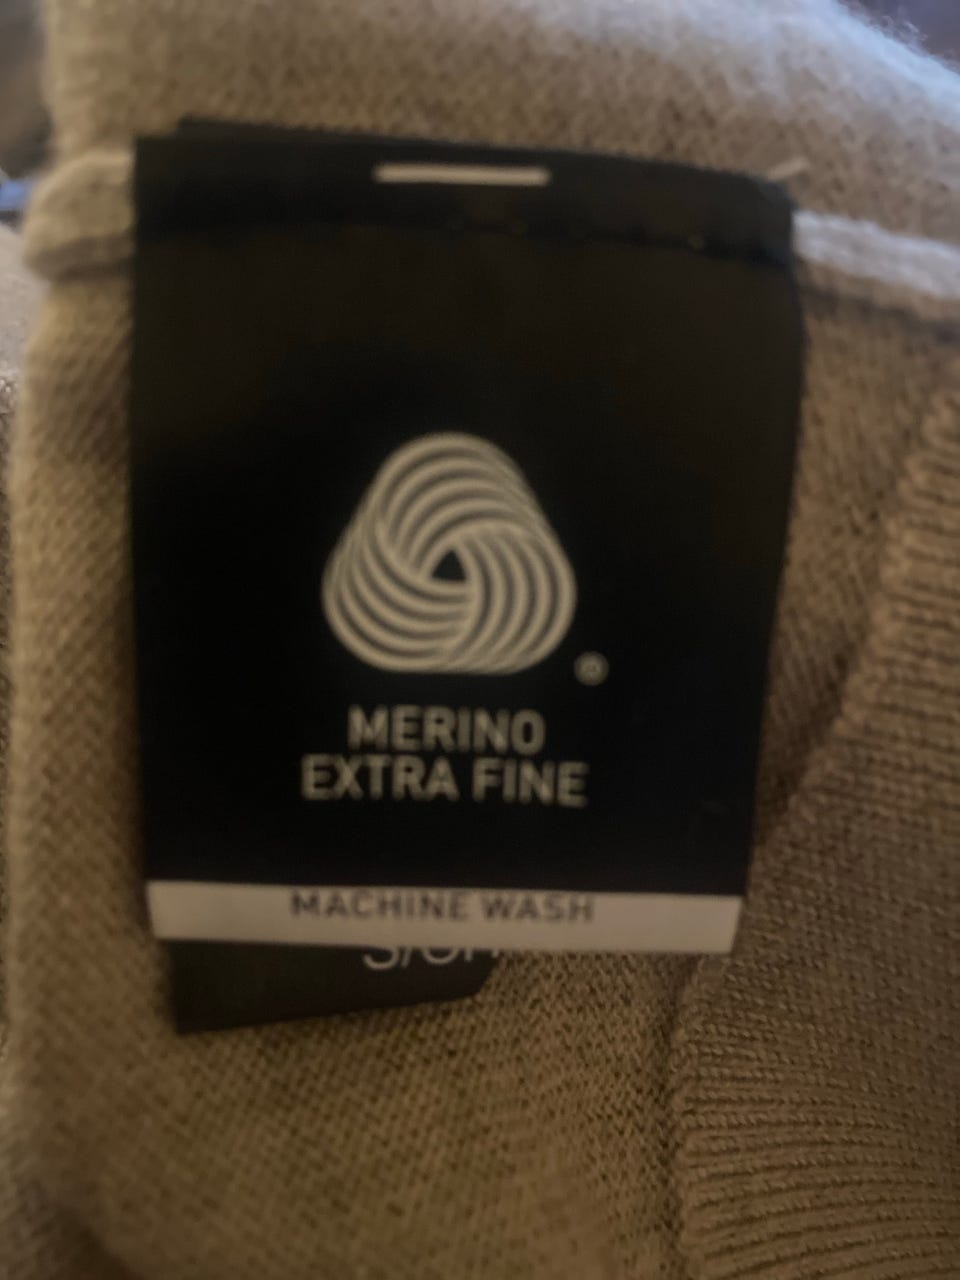 MERINO
EXTRA FINE
MACHINE WASH